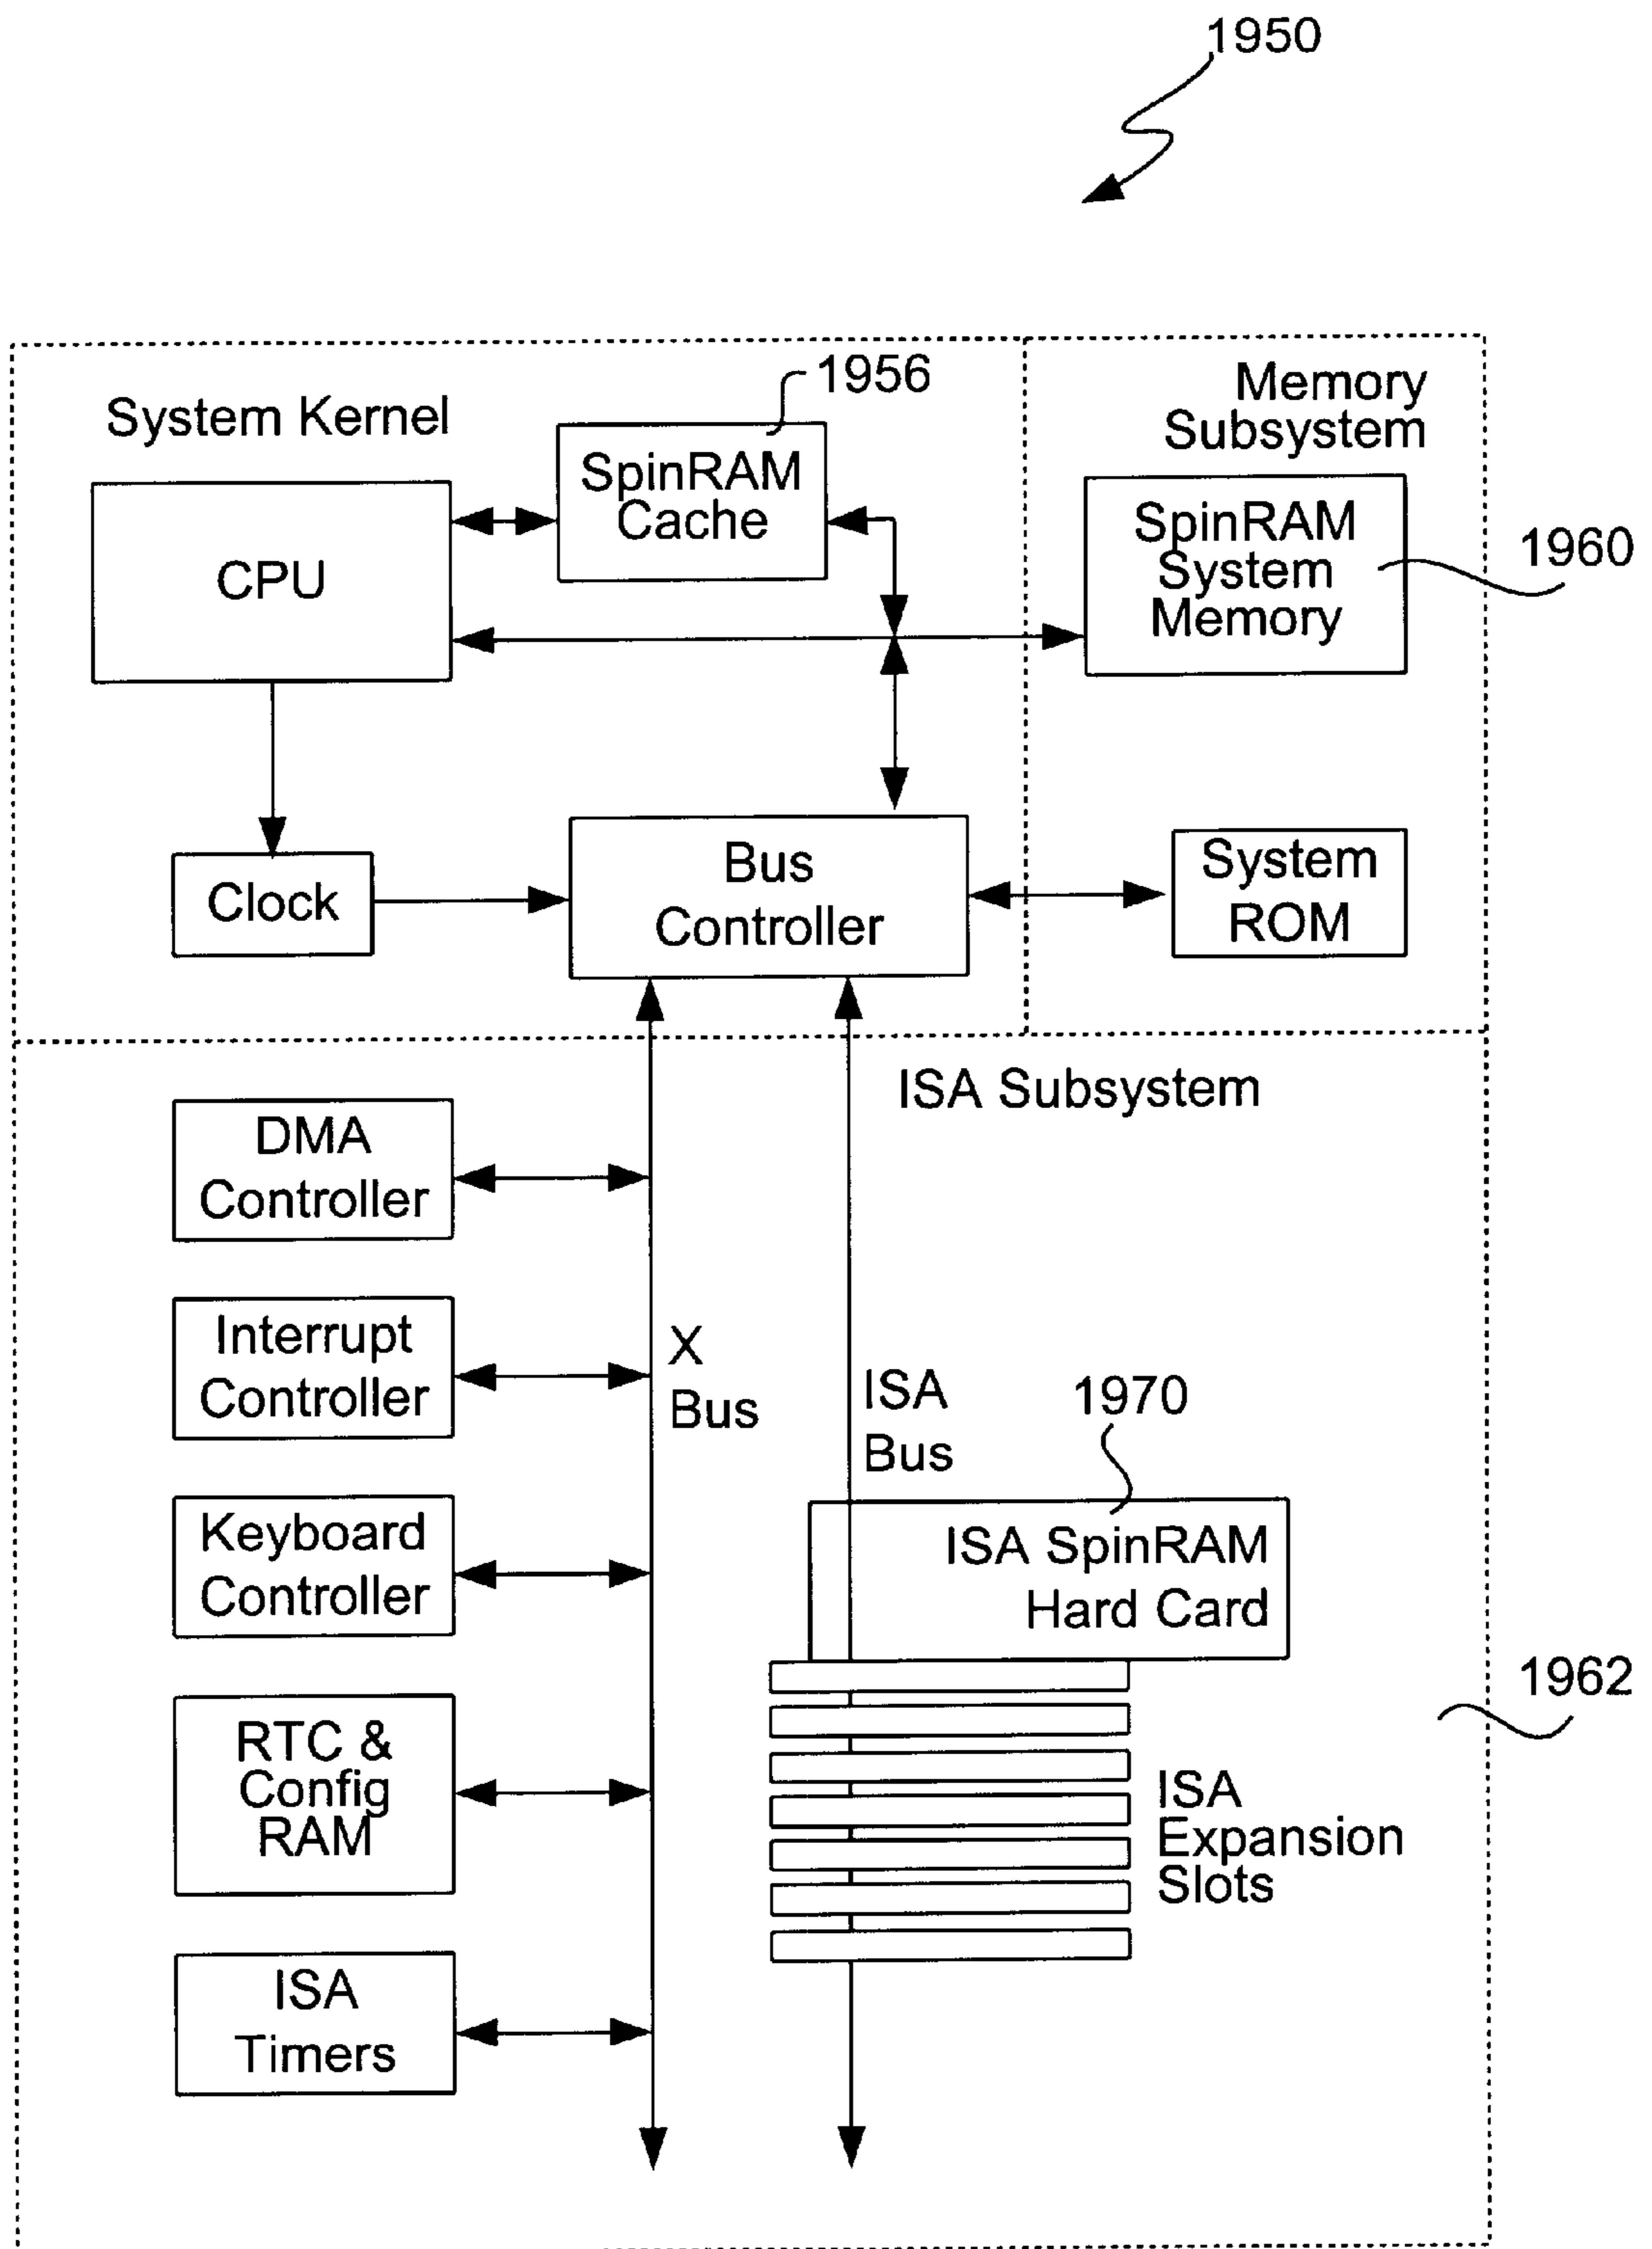 1950
1956
System Kernel
SpinRAM
Cache
CPU
Memory
Subsystem
SpinRAM
System
Memory
1960
Clock
Bus
Controller
System
ROM
ISA Subsystem
DMA
Controller
Interrupt
Controller
X
Bus
ISA
Bus
1970
Keyboard
Controller
ISA SpinRAM
Hard Card
1962
RTC &
Config
RAM
ISA
Expansion
Slots
ISA
Timers